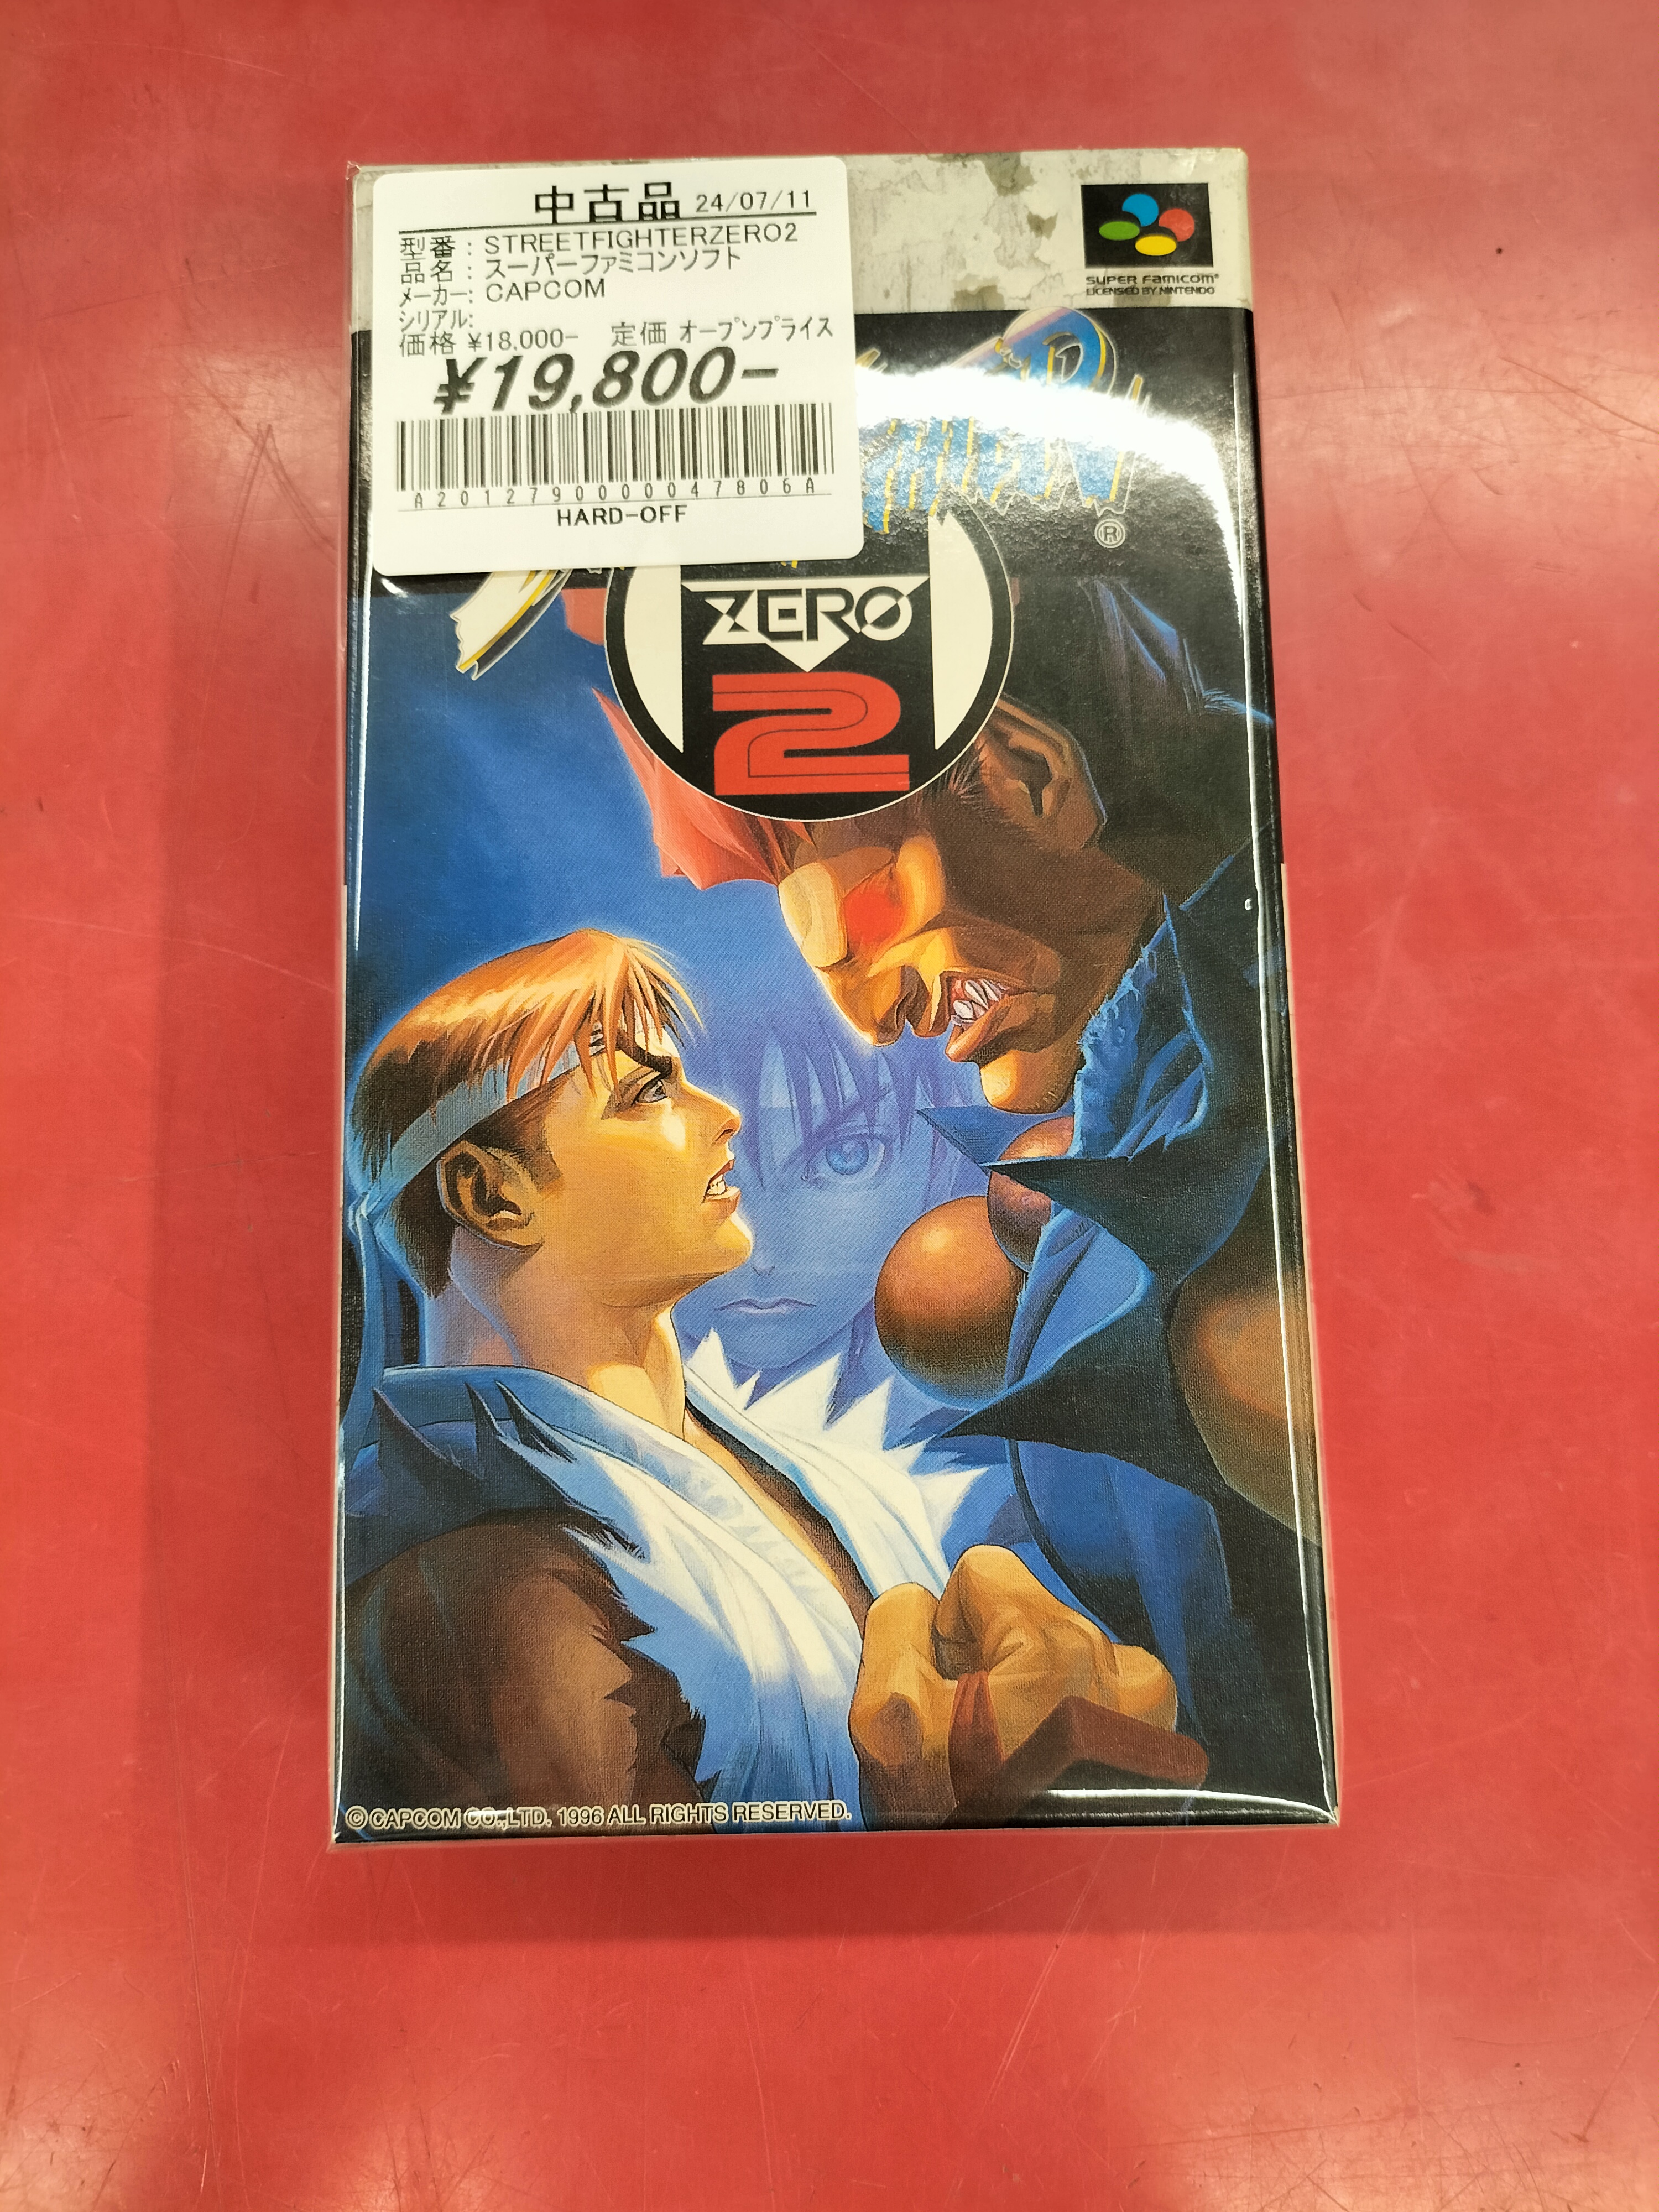 中古品 24/07/11
型番: STREETFIGHTERZERO2
品名: スーパーファミコンソフト
メーカー: CAPCOM
シリアル:
価格 ¥18,000- 定価 オープンプライス
¥19,800-
A2012790000047806A
HARD-OFF
SUPER FAMICOM®
LICENSED BY NINTENDO
®
ZERO
2
© CAPCOM CO.,LTD. 1996 ALL RIGHTS RESERVED.